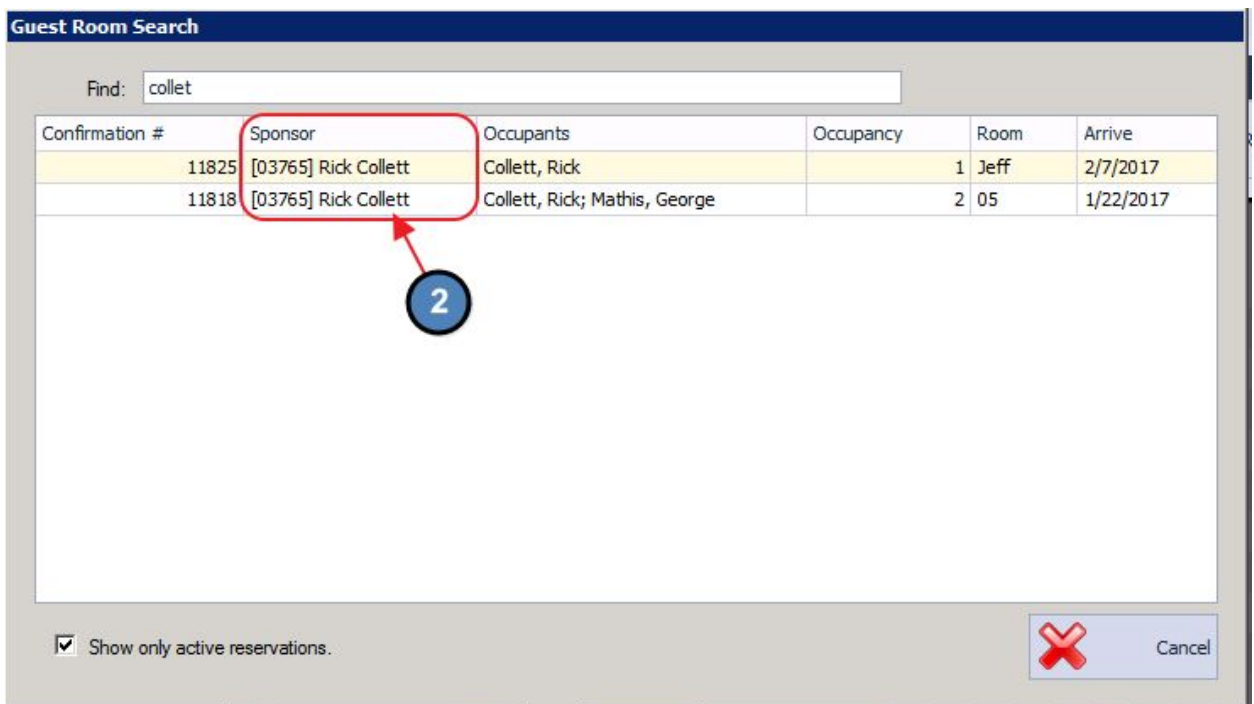 Guest Room Search
Find: collet
Confirmation # Sponsor Occupants Occupancy Room Arrive
11825 [03765] Rick Collett Collett, Rick 1 Jeff 2/7/2017
11818 [03765] Rick Collett Collett, Rick; Mathis, George 2 05 1/22/2017
2
Show only active reservations. Cancel